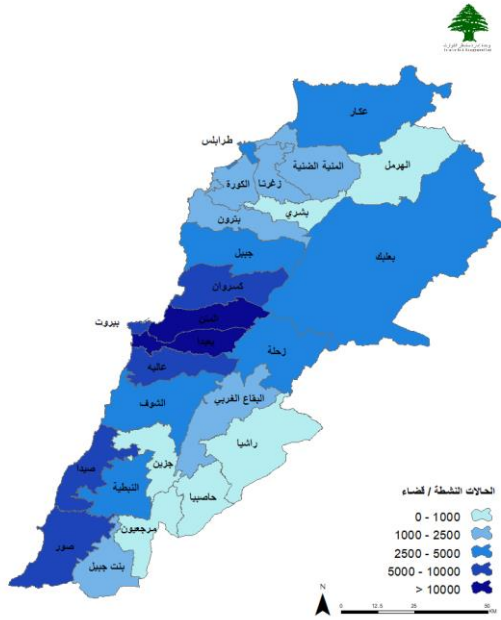 عكار
طرابلس
المنية الضنية
الهرمل
زغرتا
الكورة
بشري
بترون
بعلبك
جبيل
كسروان
المتن
بيروت
بعبدا
زحلة
عاليه
البقاع الغربي
الشوف
راشيا
صيدا
جزين
النبطية
حاصبيا
مرجعيون
صور
بنت جبيل
الحالات النشطة / قضاء
0 - 1000
1000 - 2500
2500 - 5000
5000 - 10000
> 10000
N
0 12.5 25 50
KM